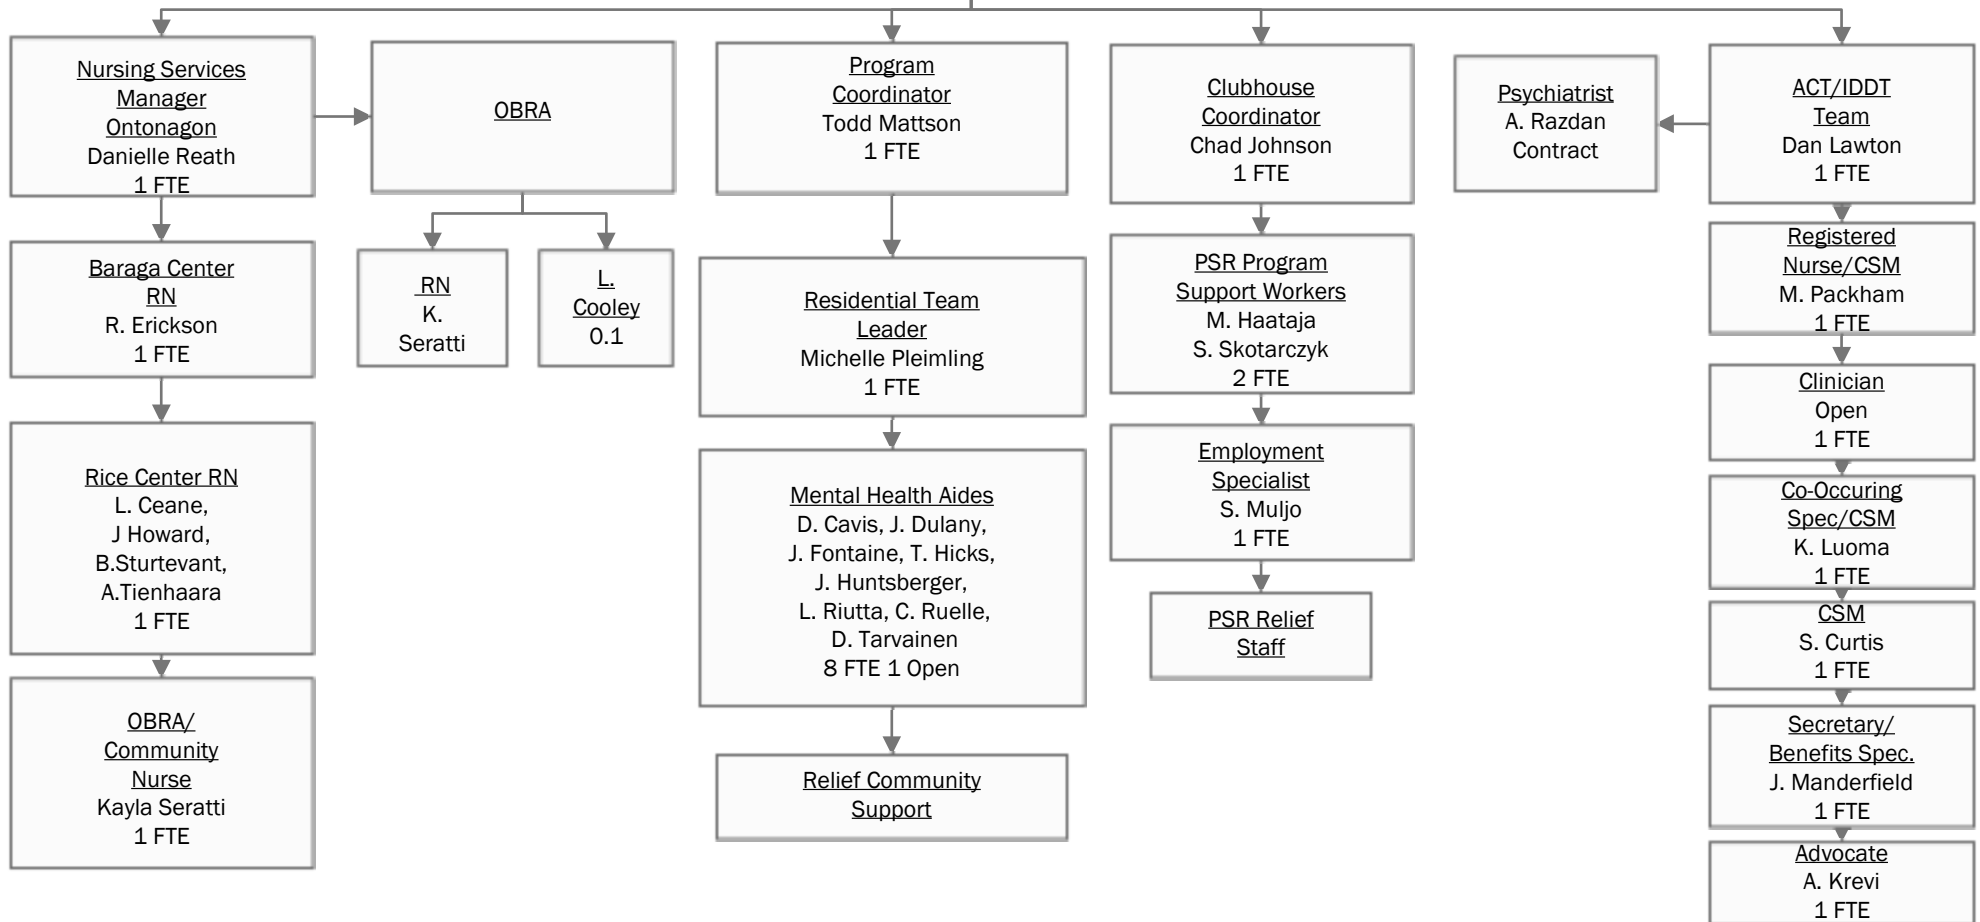 Nursing Services
Manager
Ontonagon
Danielle Reath
1 FTE
Baraga Center
RN
R. Erickson
1 FTE
Rice Center RN
L. Ceane,
J Howard,
B.Sturtevant,
A.Tienhaara
1 FTE
OBRA/
Community
Nurse
Kayla Seratti
1 FTE
OBRA
RN
K.
Seratti
L.
Cooley
0.1
Program
Coordinator
Todd Mattson
1 FTE
Residential Team
Leader
Michelle Pleimling
1 FTE
Mental Health Aides
D. Cavis, J. Dulany,
J. Fontaine, T. Hicks,
J. Huntsberger,
L. Riutta, C. Ruelle,
D. Tarvainen
8 FTE 1 Open
Relief Community
Support
Clubhouse
Coordinator
Chad Johnson
1 FTE
PSR Program
Support Workers
M. Haataja
S. Skotarczyk
2 FTE
Employment
Specialist
S. Muljo
1 FTE
PSR Relief
Staff
Psychiatrist
A. Razdan
Contract
ACT/IDDT
Team
Dan Lawton
1 FTE
Registered
Nurse/CSM
M. Packham
1 FTE
Clinician
Open
1 FTE
Co-Occuring
Spec/CSM
K. Luoma
1 FTE
CSM
S. Curtis
1 FTE
Secretary/
Benefits Spec.
J. Manderfield
1 FTE
Advocate
A. Krevi
1 FTE